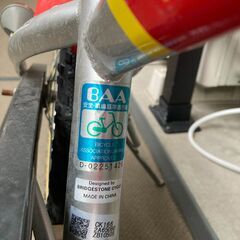 BAA
安全・環境基準適合車
BICYCLE
ASSOCIATION (JAPAN)
APPROVED
Designed by
BRIDGESTONE CYCLE
MADE IN CHINA